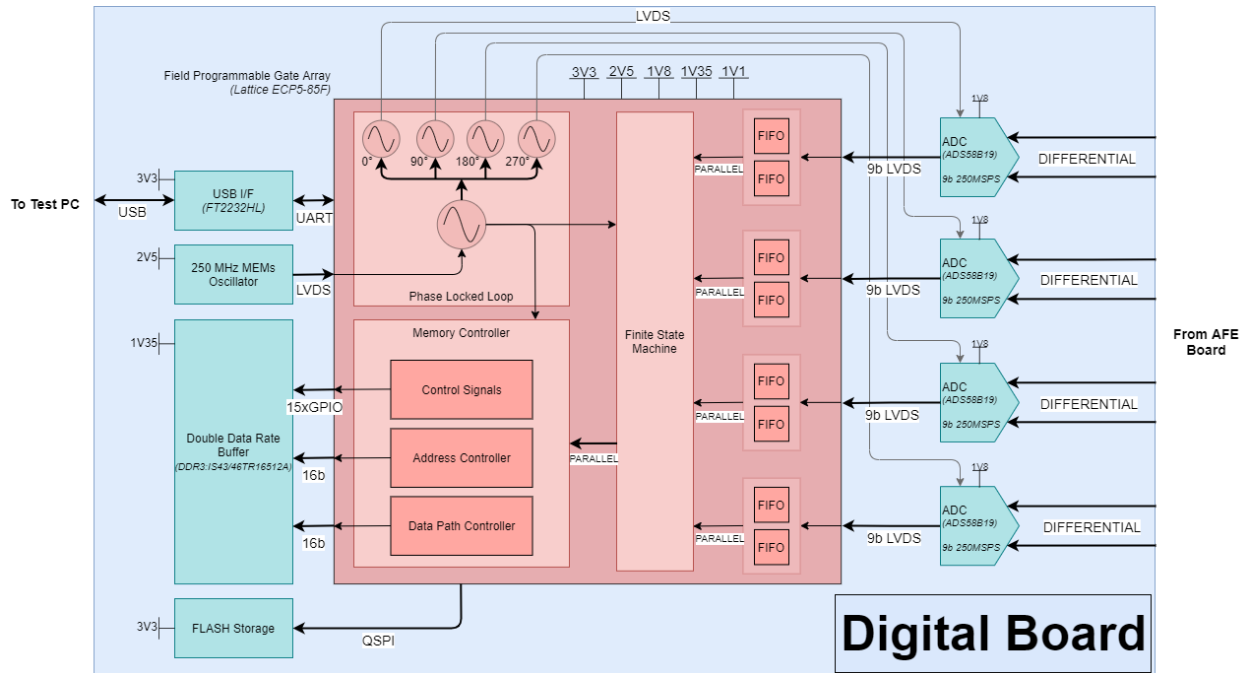 LVDS
Field Programmable Gate Array
(Lattice ECP5-85F)
3V3
2V5
1V8
1V35
1V1
0°
90°
180°
270°
Phase Locked Loop
To Test PC
USB
3V3
USB I/F
(FT2232HL)
UART
2V5
250 MHz MEMs
Oscillator
LVDS
1V35
Double Data Rate
Buffer
(DDR3:IS43/46TR16512A)
15xGPIO
16b
16b
Memory Controller
Control Signals
Address Controller
Data Path Controller
PARALLEL
Finite State
Machine
3V3
FLASH Storage
QSPI
FIFO
FIFO
PARALLEL
9b LVDS
1V8
ADC
(ADS58B19)
9b 250MSPS
DIFFERENTIAL
FIFO
FIFO
PARALLEL
9b LVDS
1V8
ADC
(ADS58B19)
9b 250MSPS
DIFFERENTIAL
FIFO
FIFO
PARALLEL
9b LVDS
1V8
ADC
(ADS58B19)
9b 250MSPS
DIFFERENTIAL
FIFO
FIFO
PARALLEL
9b LVDS
1V8
ADC
(ADS58B19)
9b 250MSPS
DIFFERENTIAL
From AFE
Board
Digital Board